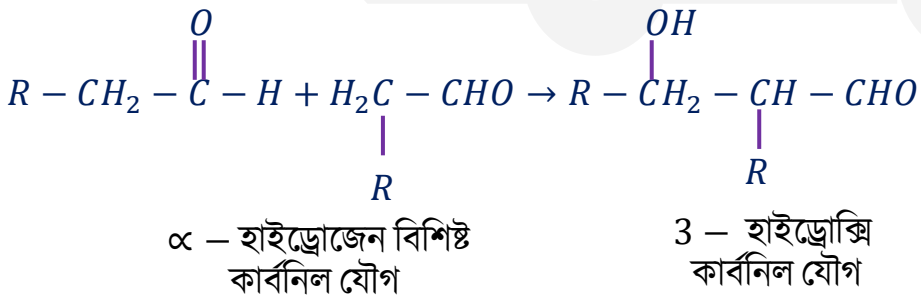 O
OH
R − CH₂ − C − H + H₂C − CHO → R − CH₂ − CH − CHO
R
R
∝ − হাইড্রোজেন বিশিষ্ট
কার্বনিল যৌগ
3 − হাইড্রোক্সি
কার্বনিল যৌগ